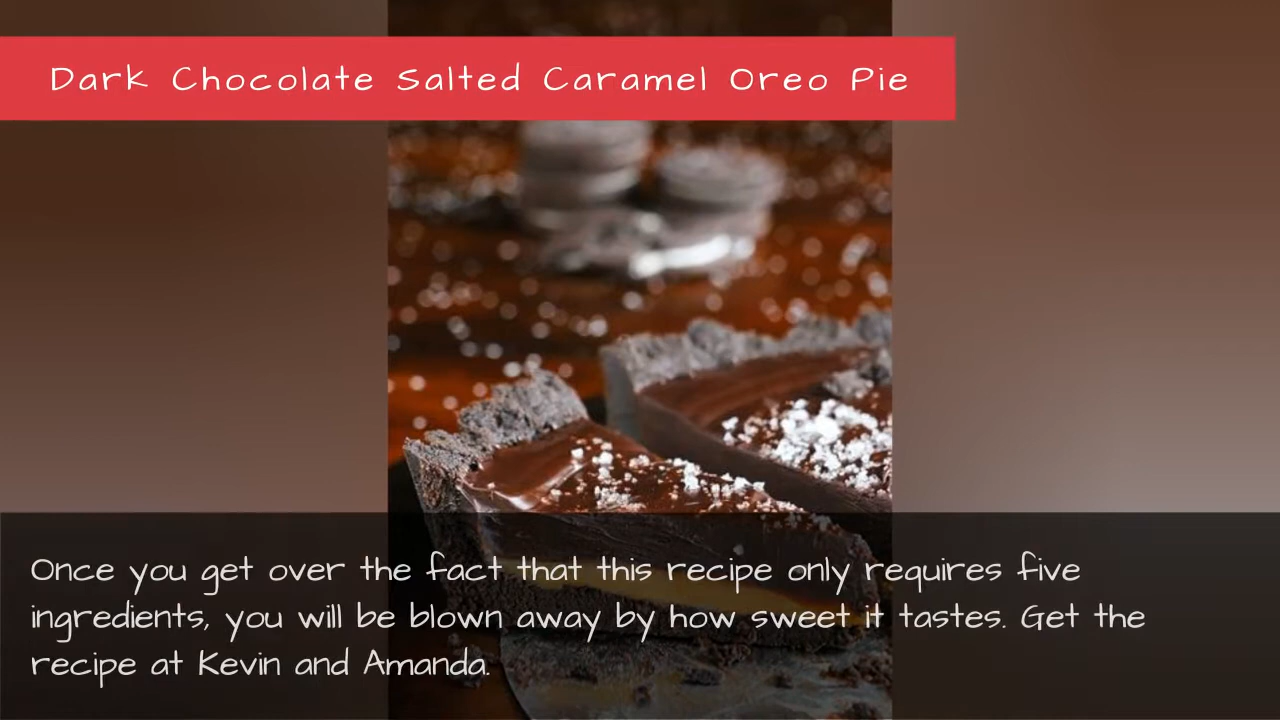 Dark Chocolate Salted Caramel Oreo Pie
Once you get over the fact that this recipe only requires five
ingredients, you will be blown away by how sweet it tastes. Get the
recipe at Kevin and Amanda.